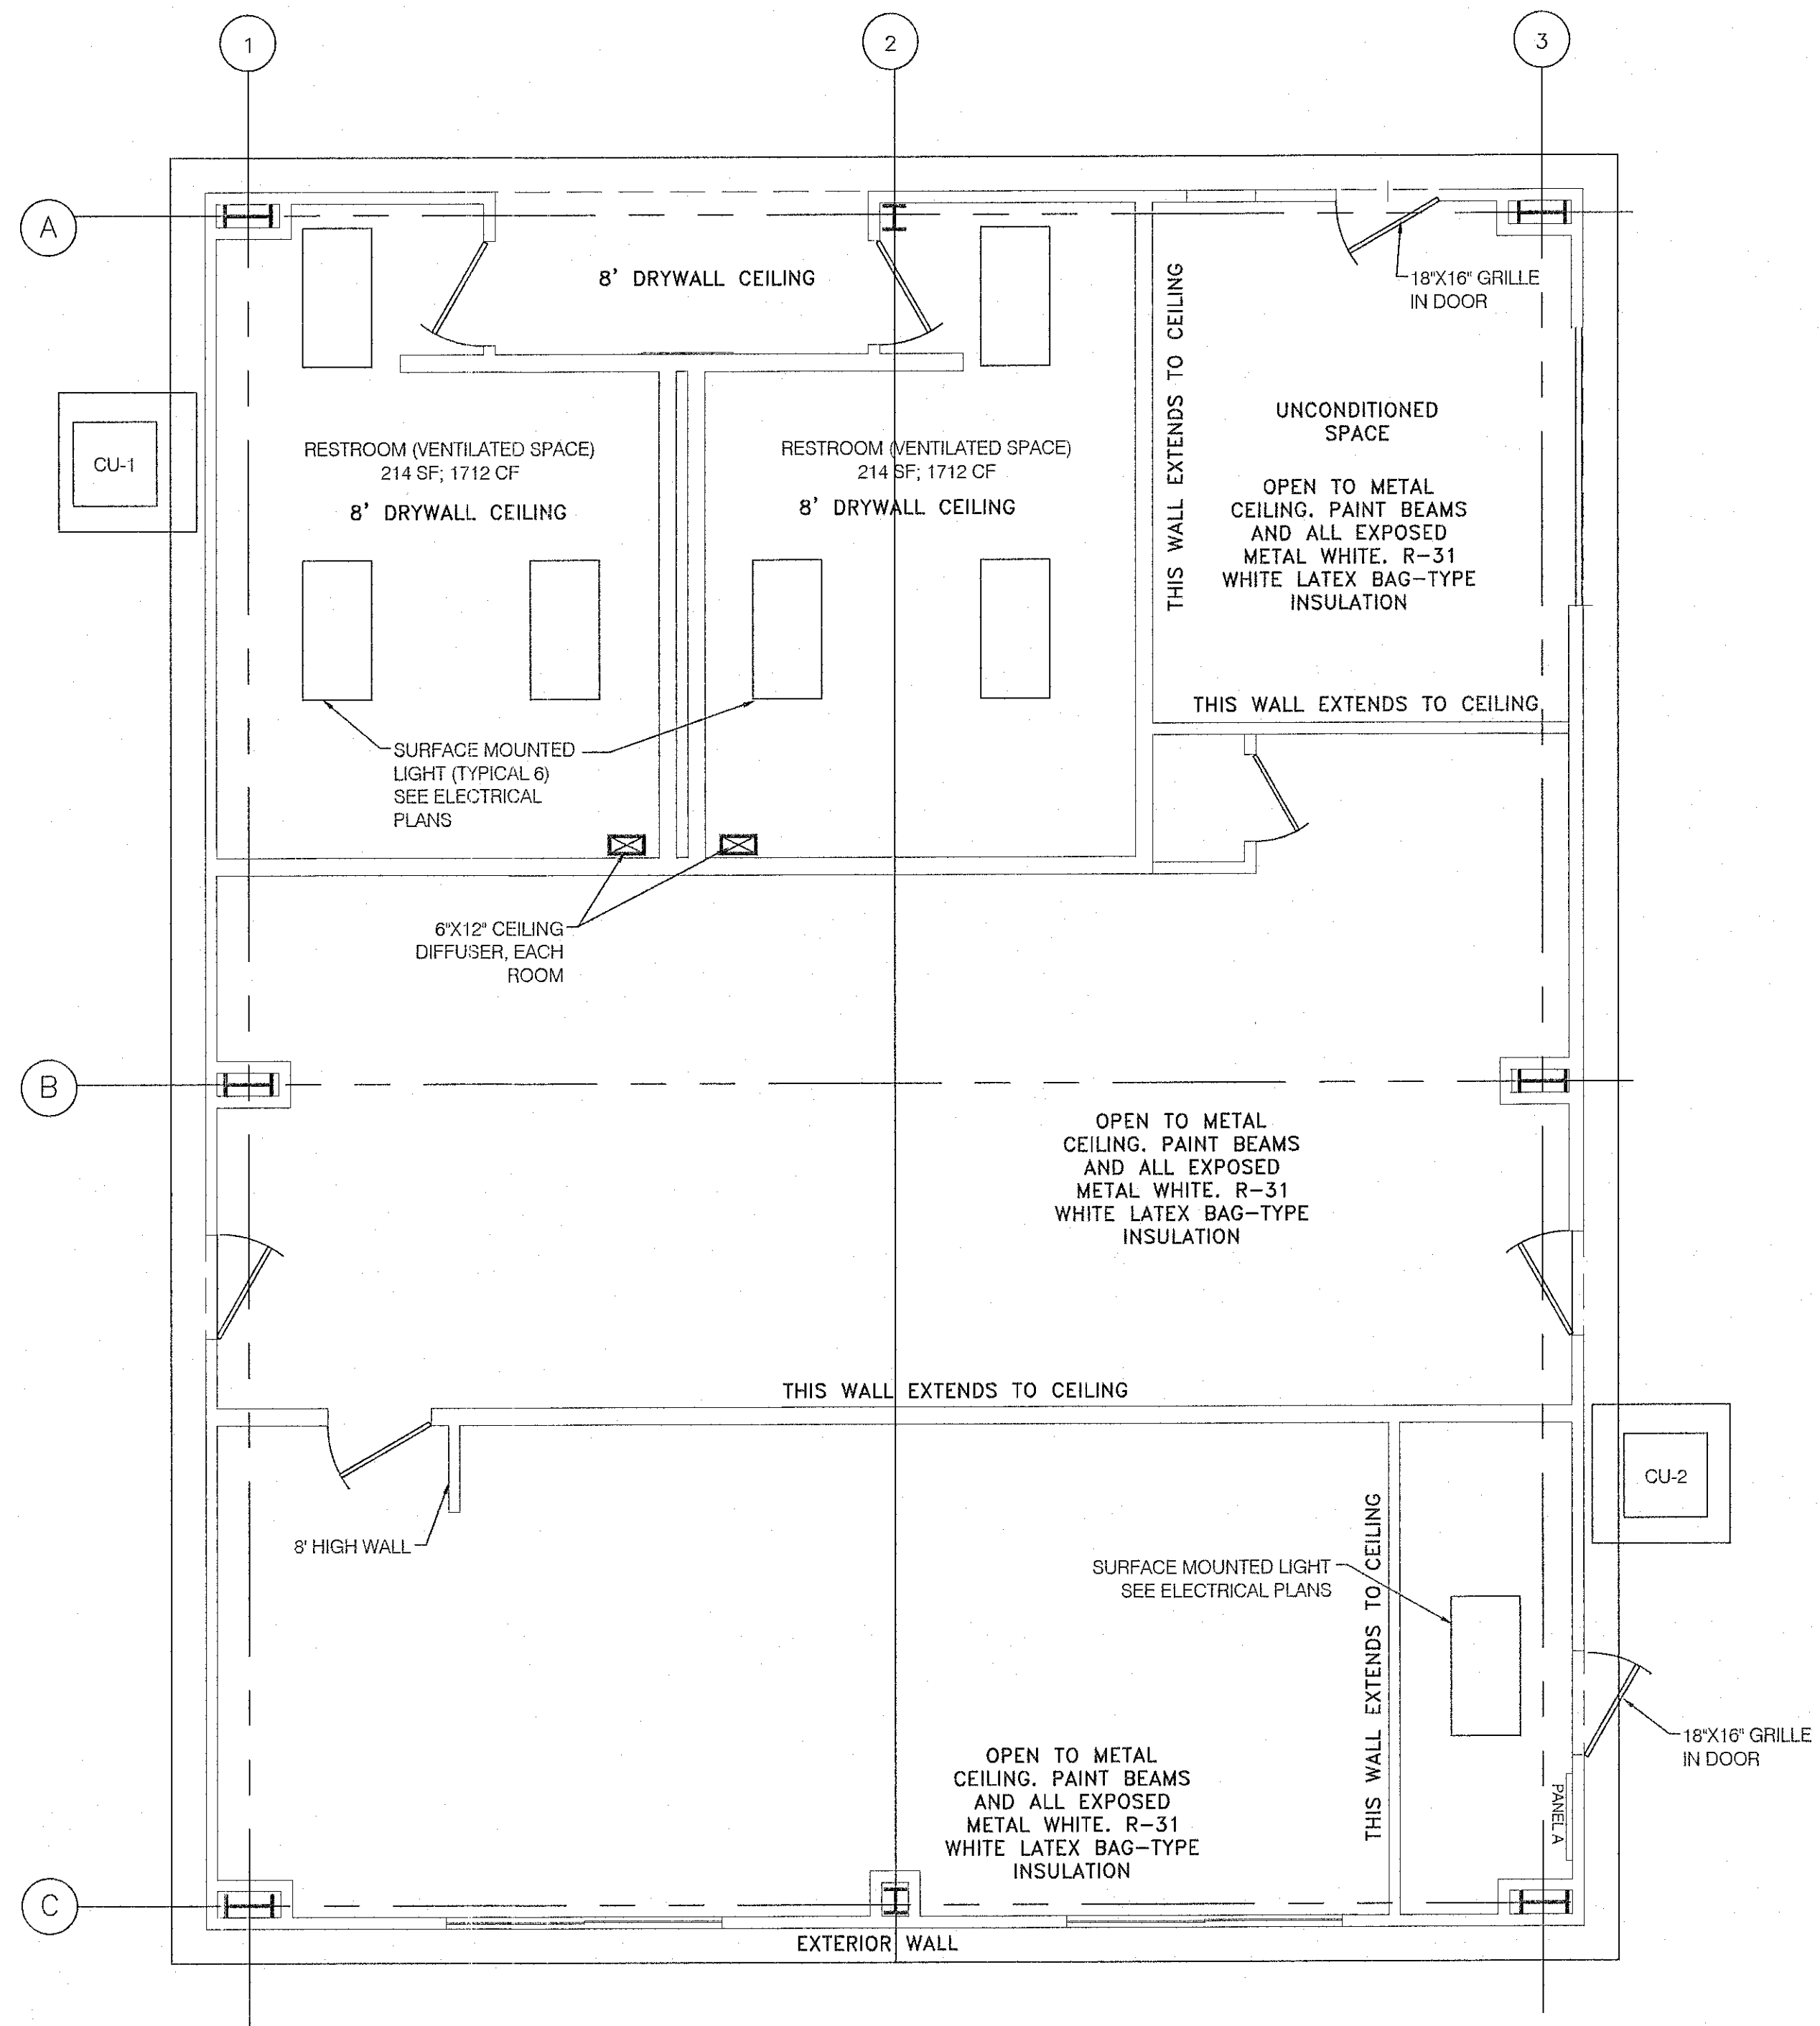 1
2
3
A
8' DRYWALL CEILING
18"X16" GRILLE
IN DOOR
THIS WALL EXTENDS TO CEILING
UNCONDITIONED
SPACE
OPEN TO METAL
CEILING. PAINT BEAMS
AND ALL EXPOSED
METAL WHITE. R-31
WHITE LATEX BAG-TYPE
INSULATION
THIS WALL EXTENDS TO CEILING
CU-1
RESTROOM (VENTILATED SPACE)
214 SF; 1712 CF
8' DRYWALL CEILING
RESTROOM (VENTILATED SPACE)
214 SF; 1712 CF
8' DRYWALL CEILING
SURFACE MOUNTED
LIGHT (TYPICAL 6)
SEE ELECTRICAL
PLANS
6"X12" CEILING
DIFFUSER, EACH
ROOM
B
OPEN TO METAL
CEILING. PAINT BEAMS
AND ALL EXPOSED
METAL WHITE. R-31
WHITE LATEX BAG-TYPE
INSULATION
THIS WALL EXTENDS TO CEILING
CU-2
8' HIGH WALL
SURFACE MOUNTED LIGHT
SEE ELECTRICAL PLANS
THIS WALL EXTENDS TO CEILING
18"X16" GRILLE
IN DOOR
PANEL A
OPEN TO METAL
CEILING. PAINT BEAMS
AND ALL EXPOSED
METAL WHITE. R-31
WHITE LATEX BAG-TYPE
INSULATION
C
EXTERIOR WALL